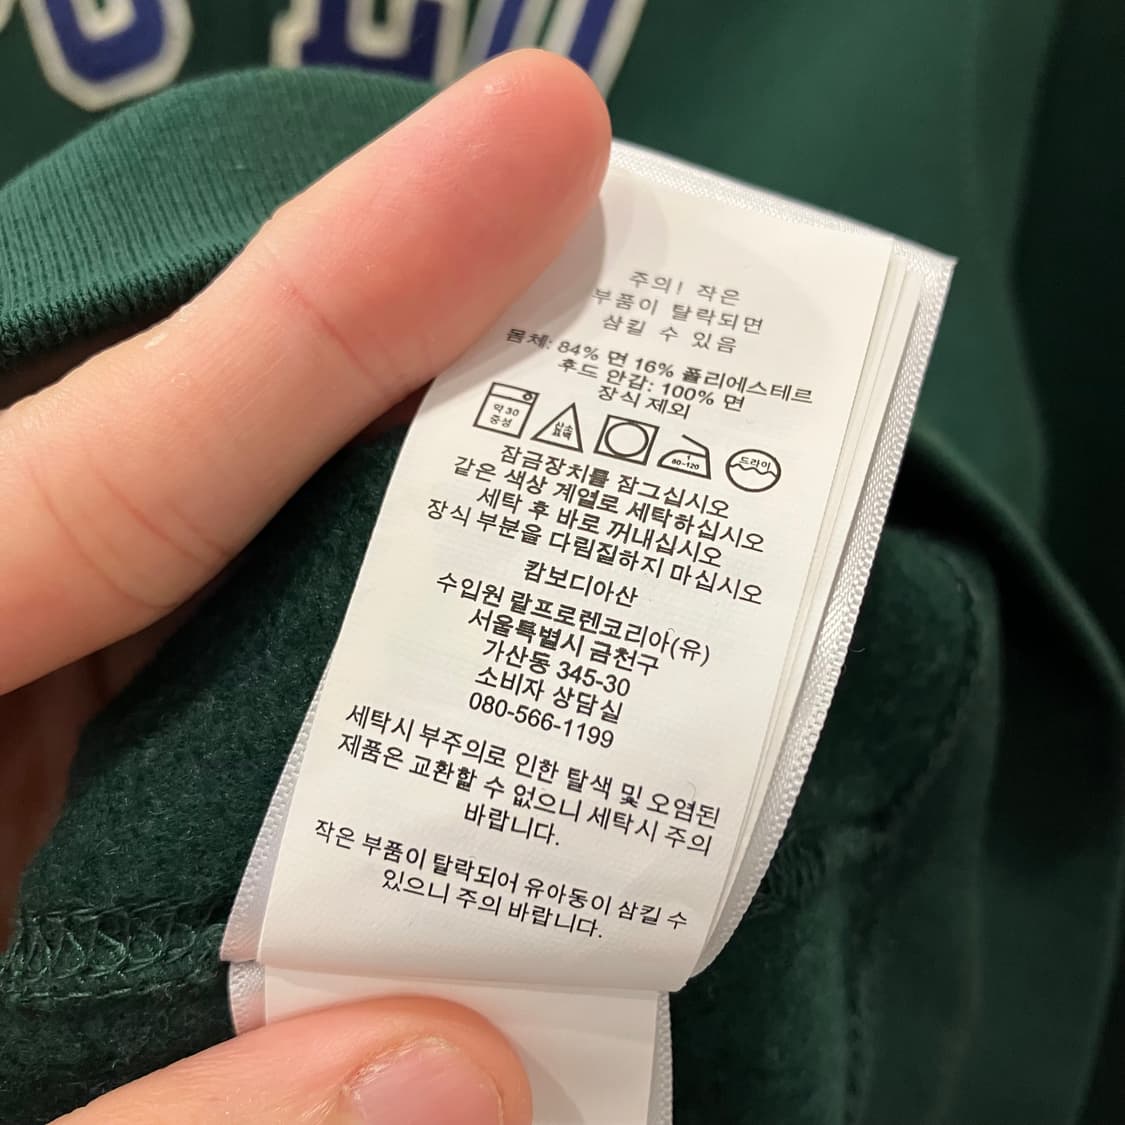 주의! 작은
부품이 탈락되면
삼킬 수 있음
몸체: 84% 면 16% 폴리에스테르
후드 안감: 100% 면
장식 제외
약 30
중성
산소
표백
1
80-120
드라이
잠금장치를 잠그십시오
같은 색상 계열로 세탁하십시오
세탁 후 바로 꺼내십시오
장식 부분을 다림질하지 마십시오
캄보디아산
수입원 랄프로렌코리아(유)
서울특별시 금천구
가산동 345-30
소비자 상담실
080-566-1199
세탁시 부주의로 인한 탈색 및 오염된
제품은 교환할 수 없으니 세탁시 주의
바랍니다.
작은 부품이 탈락되어 유아동이 삼킬 수
있으니 주의 바랍니다.